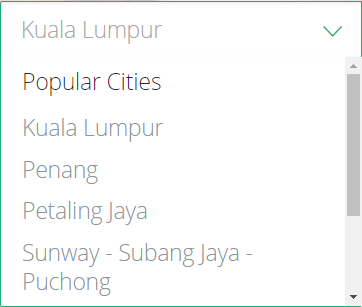 Kuala Lumpur
Popular Cities
Kuala Lumpur
Penang
Petaling Jaya
Sunway - Subang Jaya -
Puchong